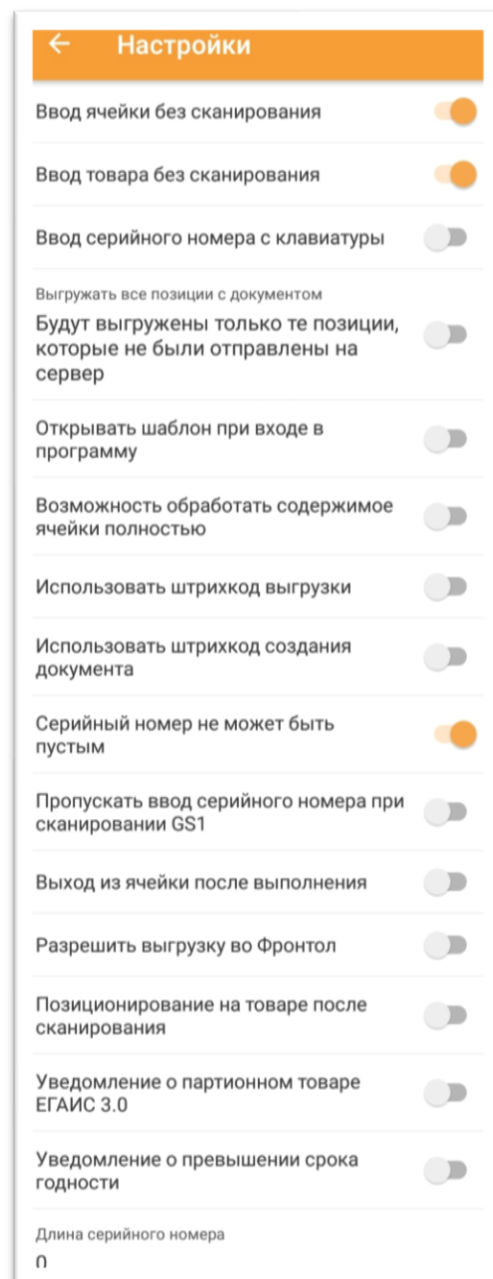 Настройки
Ввод ячейки без сканирования
Ввод товара без сканирования
Ввод серийного номера с клавиатуры
Выгружать все позиции с документом
Будут выгружены только те позиции,
которые не были отправлены на
сервер
Открывать шаблон при входе в
программу
Возможность обработать содержимое
ячейки полностью
Использовать штрихкод выгрузки
Использовать штрихкод создания
документа
Серийный номер не может быть
пустым
Пропускать ввод серийного номера при
сканировании GS1
Выход из ячейки после выполнения
Разрешить выгрузку во Фронтол
Позиционирование на товаре после
сканирования
Уведомление о партионном товаре
ЕГАИС 3.0
Уведомление о превышении срока
годности
Длина серийного номера
0